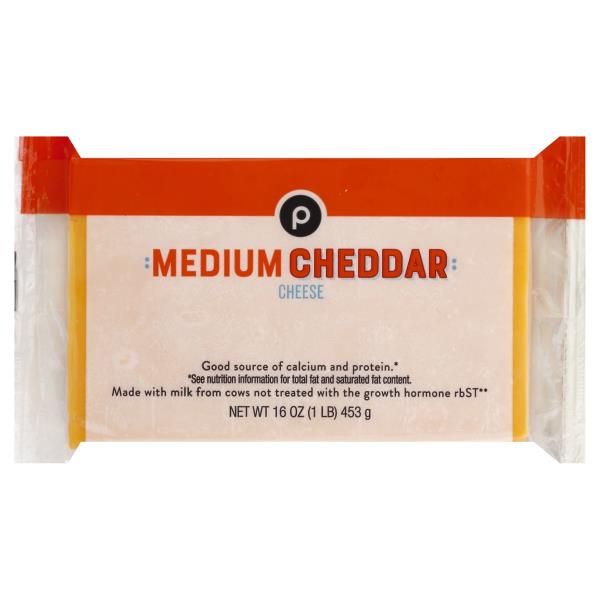 p
MEDIUM CHEDDAR
CHEESE
Good source of calcium and protein.*
*See nutrition information for total fat and saturated fat content.
Made with milk from cows not treated with the growth hormone rbST**
NET WT 16 OZ (1 LB) 453 g